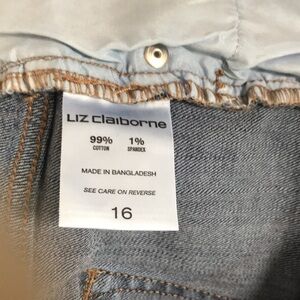 LIZ claiborne
99% 1%
COTTON SPANDEX
MADE IN BANGLADESH
SEE CARE ON REVERSE
16